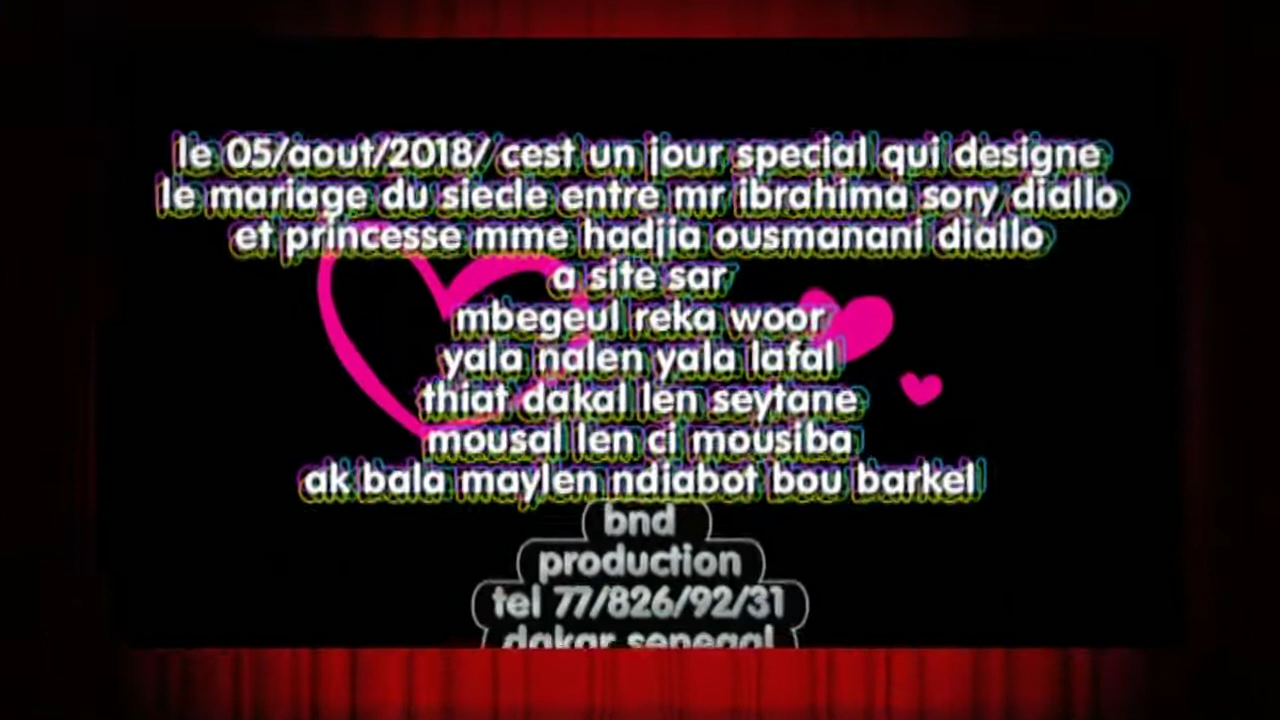 le 05/aout/2018/ cest un jour special qui designe
le mariage du siecle entre mr ibrahima sory diallo
et princesse mme hadjia ousmanani diallo
a site sar
mbegeul reka woor
yala nalen yala lafal
thiat dakal len seytane
mousal len ci mousiba
ak bala maylen ndiabot bou barkel
bnd
production
tel 77/826/92/31
dakar senegal